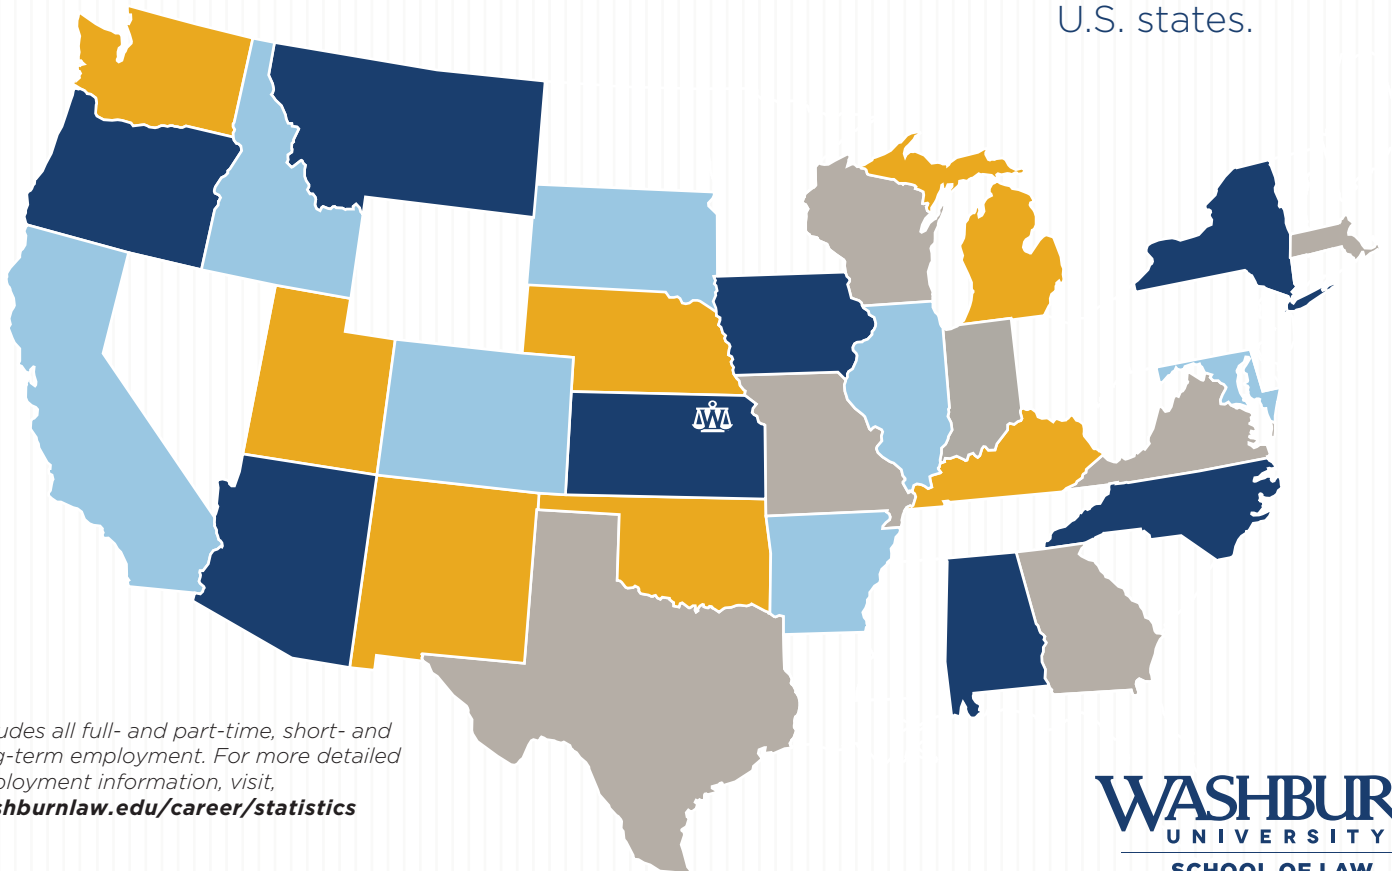 U.S. states.
W
udes all full- and part-time, short- and
g-term employment. For more detailed
ployment information, visit,
shburnlaw.edu/career/statistics
WASHBUR
UNIVERSITY
SCHOOL OF LAW